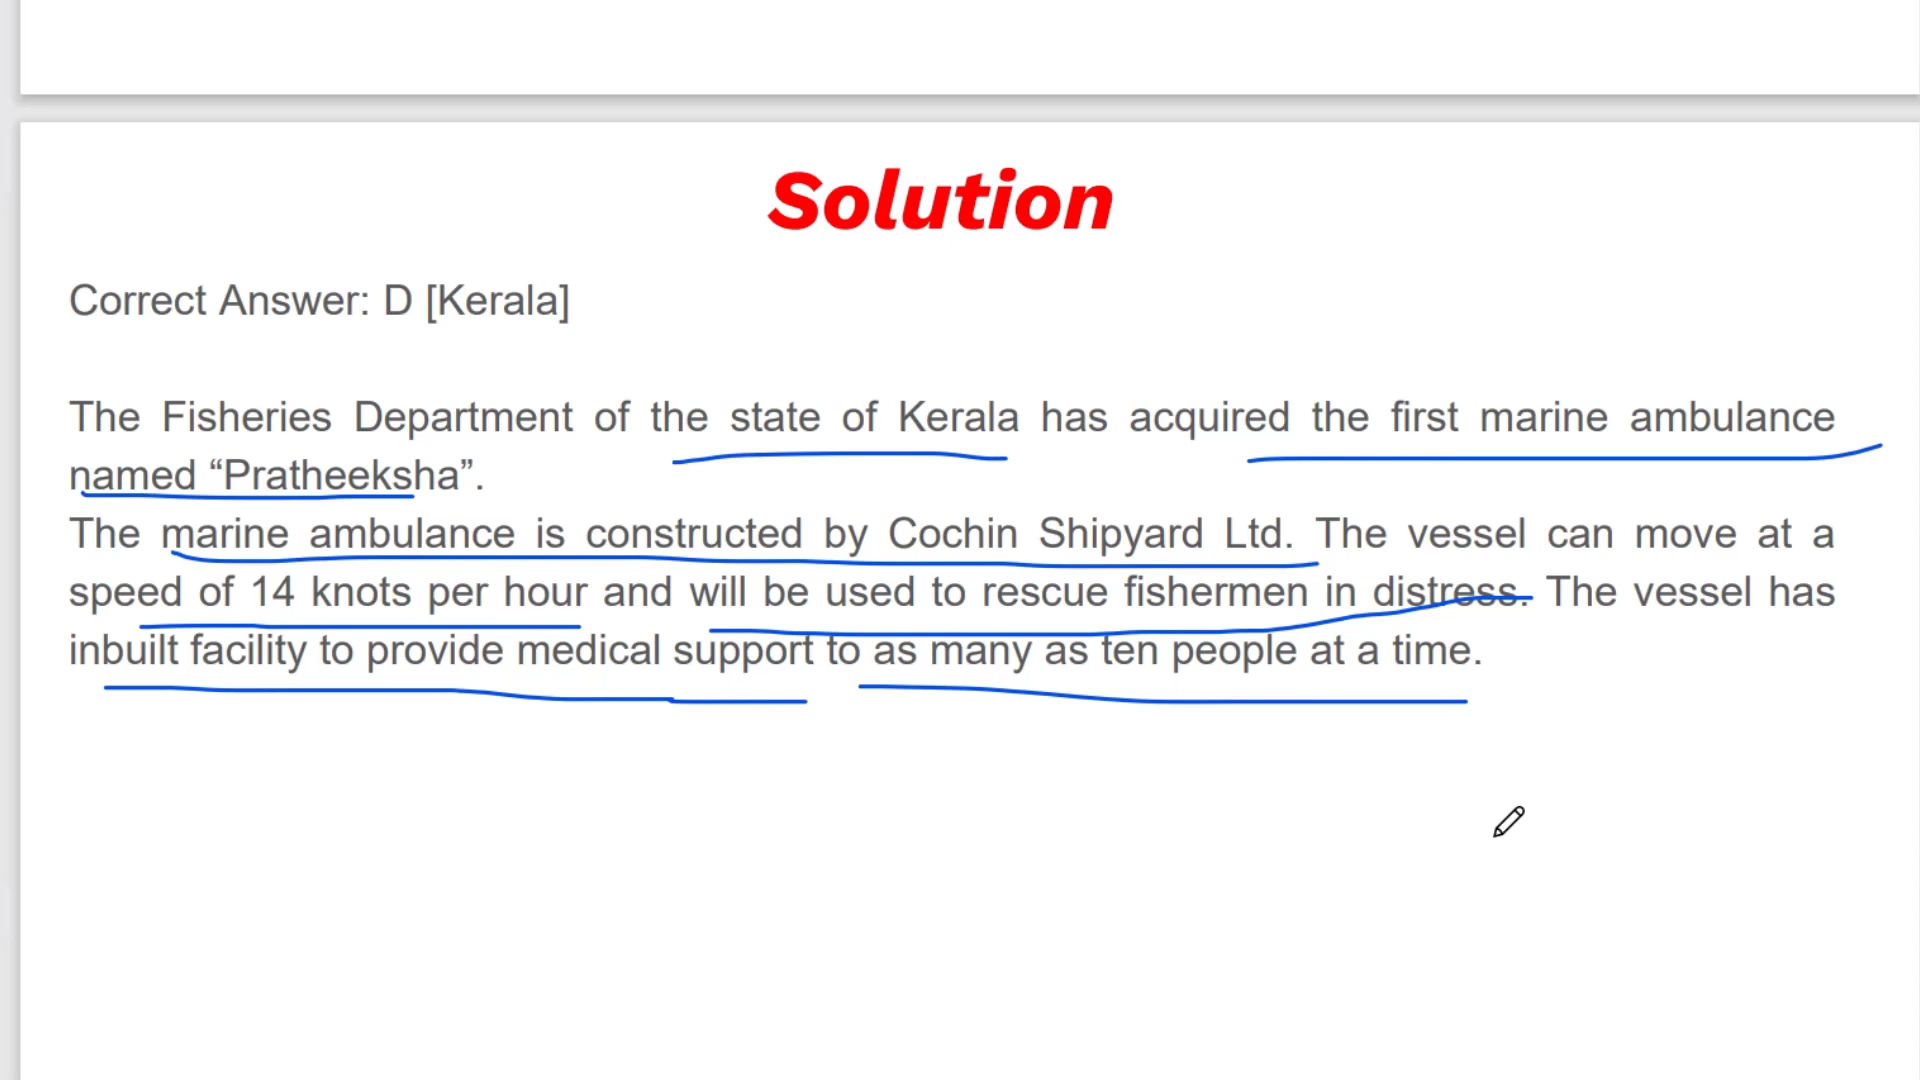 Solution
Correct Answer: D [Kerala]
The Fisheries Department of the state of Kerala has acquired the first marine ambulance
named “Pratheeksha”.
The marine ambulance is constructed by Cochin Shipyard Ltd. The vessel can move at a
speed of 14 knots per hour and will be used to rescue fishermen in distress. The vessel has
inbuilt facility to provide medical support to as many as ten people at a time.